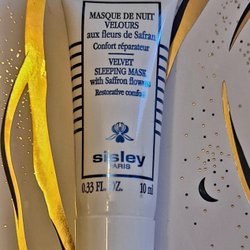 MASQUE DE NUIT
VELOURS
aux fleurs de Safran
Confort réparateur
VELVET
SLEEPING MASK
with Saffron flowers
Restorative comfort
sisley
PARIS
0.33 FL. OZ. 10 ml